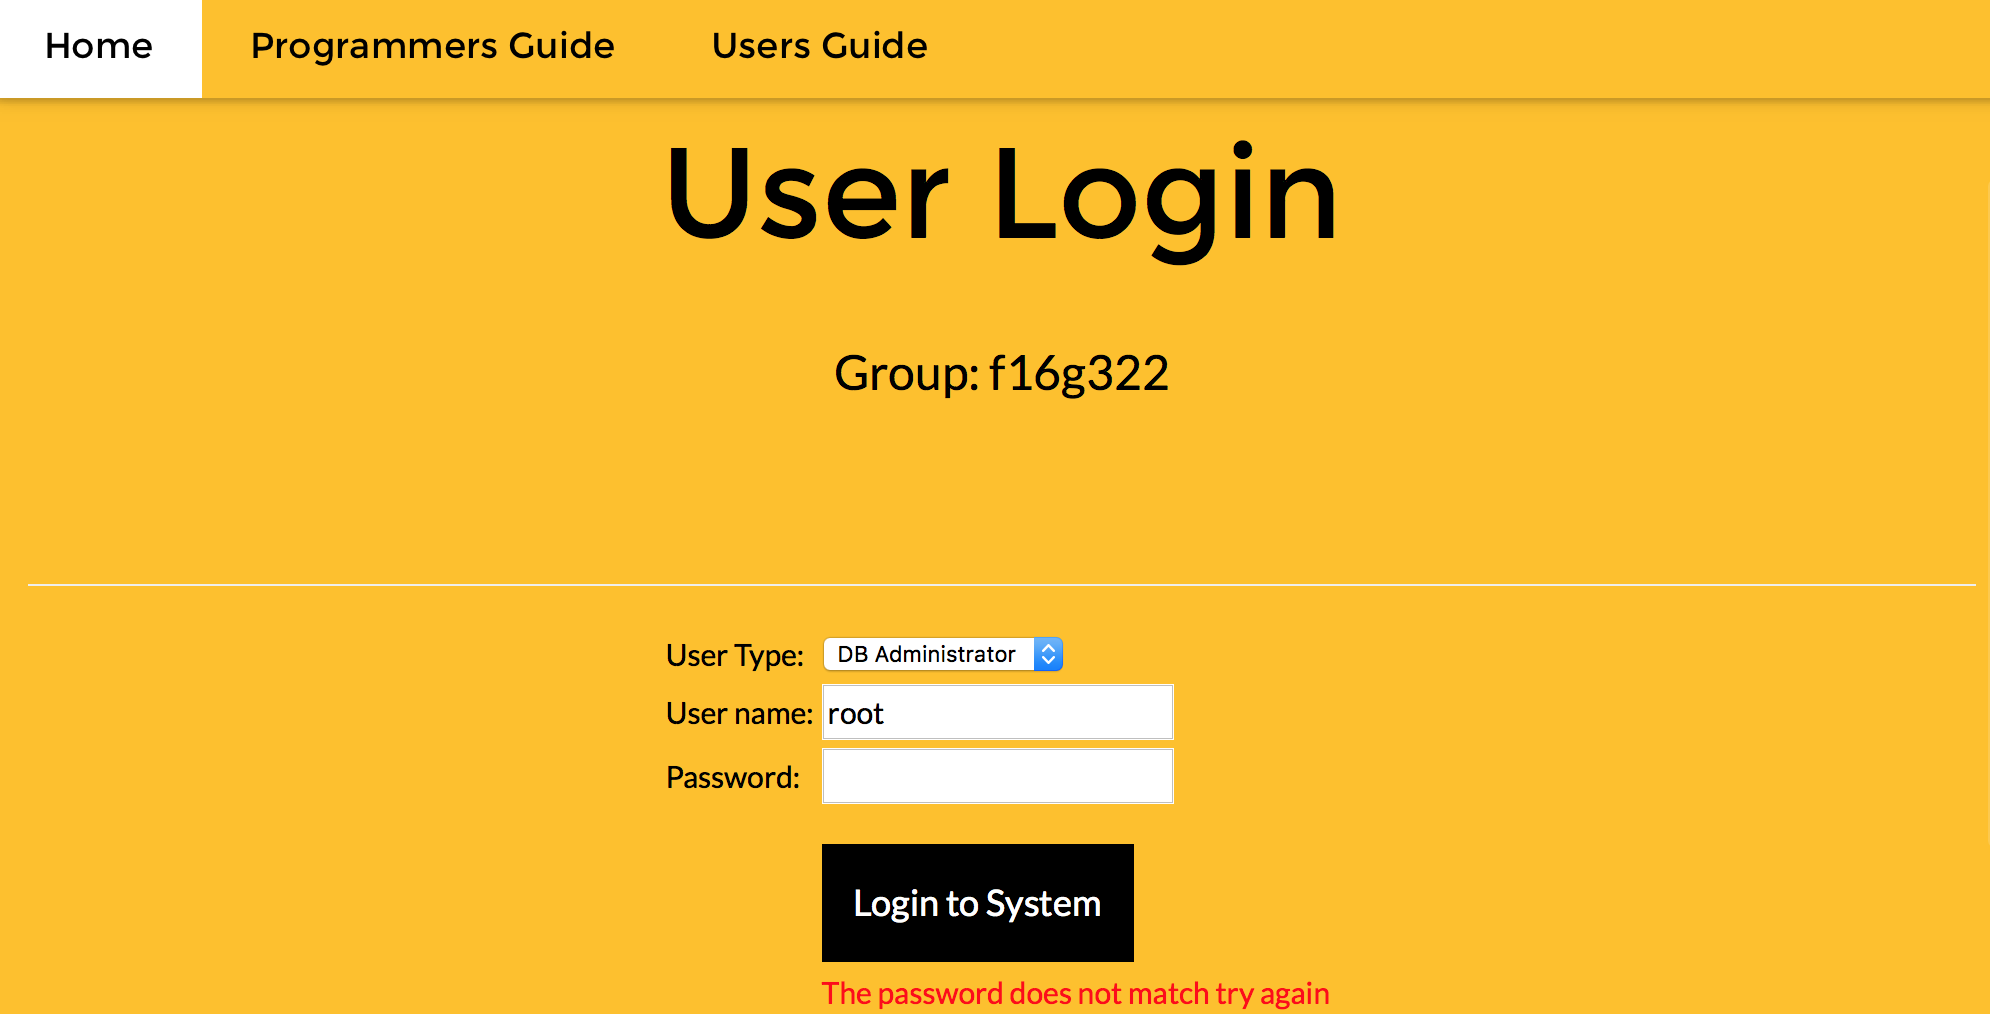 Home Programmers Guide Users Guide
User Login
Group: f16g322
User Type: DB Administrator
User name: root
Password:
Login to System
The password does not match try again